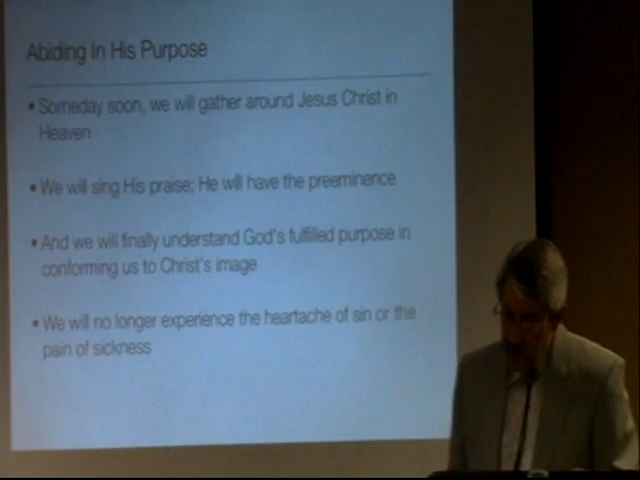 Abiding In His Purpose
• Someday soon, we will gather around Jesus Christ in
Heaven
• We will sing His praise; He will have the preeminence
• And we will finally understand God's fulfilled purpose in
conforming us to Christ's image
• We will no longer experience the heartache of sin or the
pain of sickness